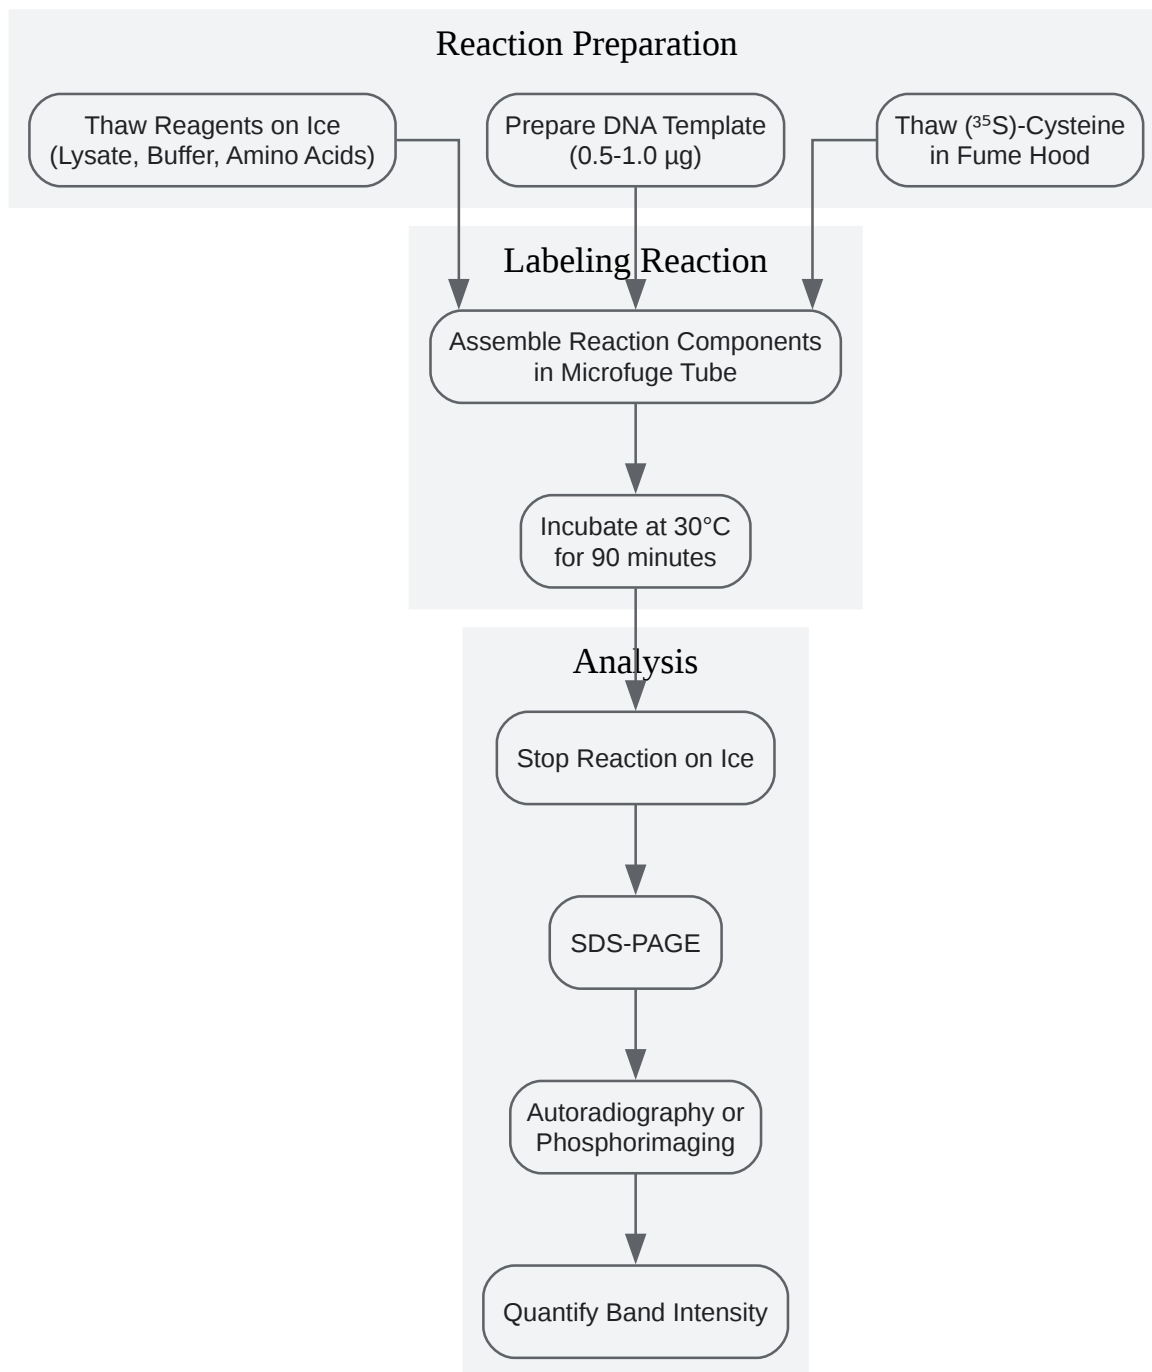 Reaction Preparation
Thaw Reagents on Ice
(Lysate, Buffer, Amino Acids)
Prepare DNA Template
(0.5-1.0 µg)
Thaw (³⁵S)-Cysteine
in Fume Hood
Labeling Reaction
Assemble Reaction Components
in Microfuge Tube
Incubate at 30°C
for 90 minutes
Analysis
Stop Reaction on Ice
SDS-PAGE
Autoradiography or
Phosphorimaging
Quantify Band Intensity